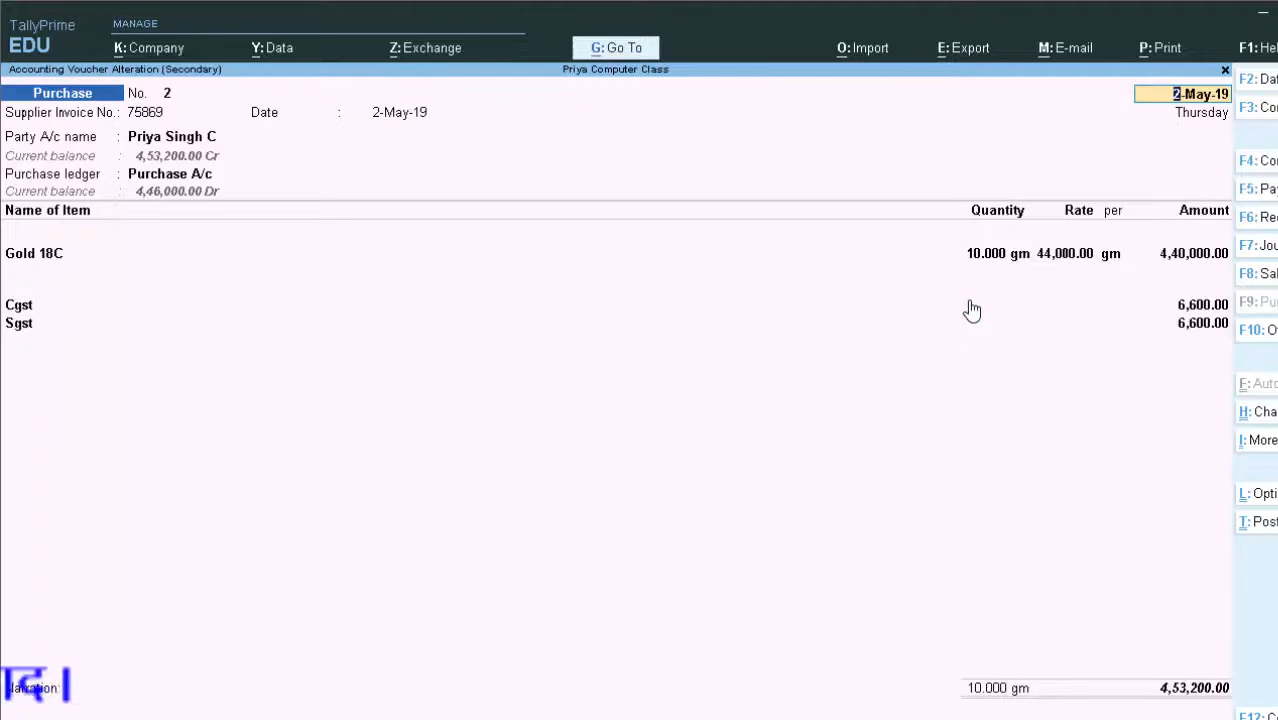 TallyPrime
MANAGE
EDU
K: Company Y: Data Z: Exchange G: Go To O: Import E: Export M: E-mail P: Print F1: He
Accounting Voucher Alteration (Secondary) Priya Computer Class x
Purchase No. 2 2-May-19
Supplier Invoice No.: 75869 Date : 2-May-19 Thursday
Party A/c name : Priya Singh C
Current balance : 4,53,200.00 Cr
Purchase ledger : Purchase A/c
Current balance : 4,46,000.00 Dr
Name of Item Quantity Rate per Amount
Gold 18C 10.000 gm 44,000.00 gm 4,40,000.00
Cgst 6,600.00
Sgst 6,600.00
Narration: 10.000 gm 4,53,200.00
F2: Dat
F3: Co
F4: Co
F5: Pa
F6: Re
F7: Jou
F8: Sal
F9: Pu
F10: O
F: Auto
H: Cha
I: More
L: Opti
T: Post
F12: C